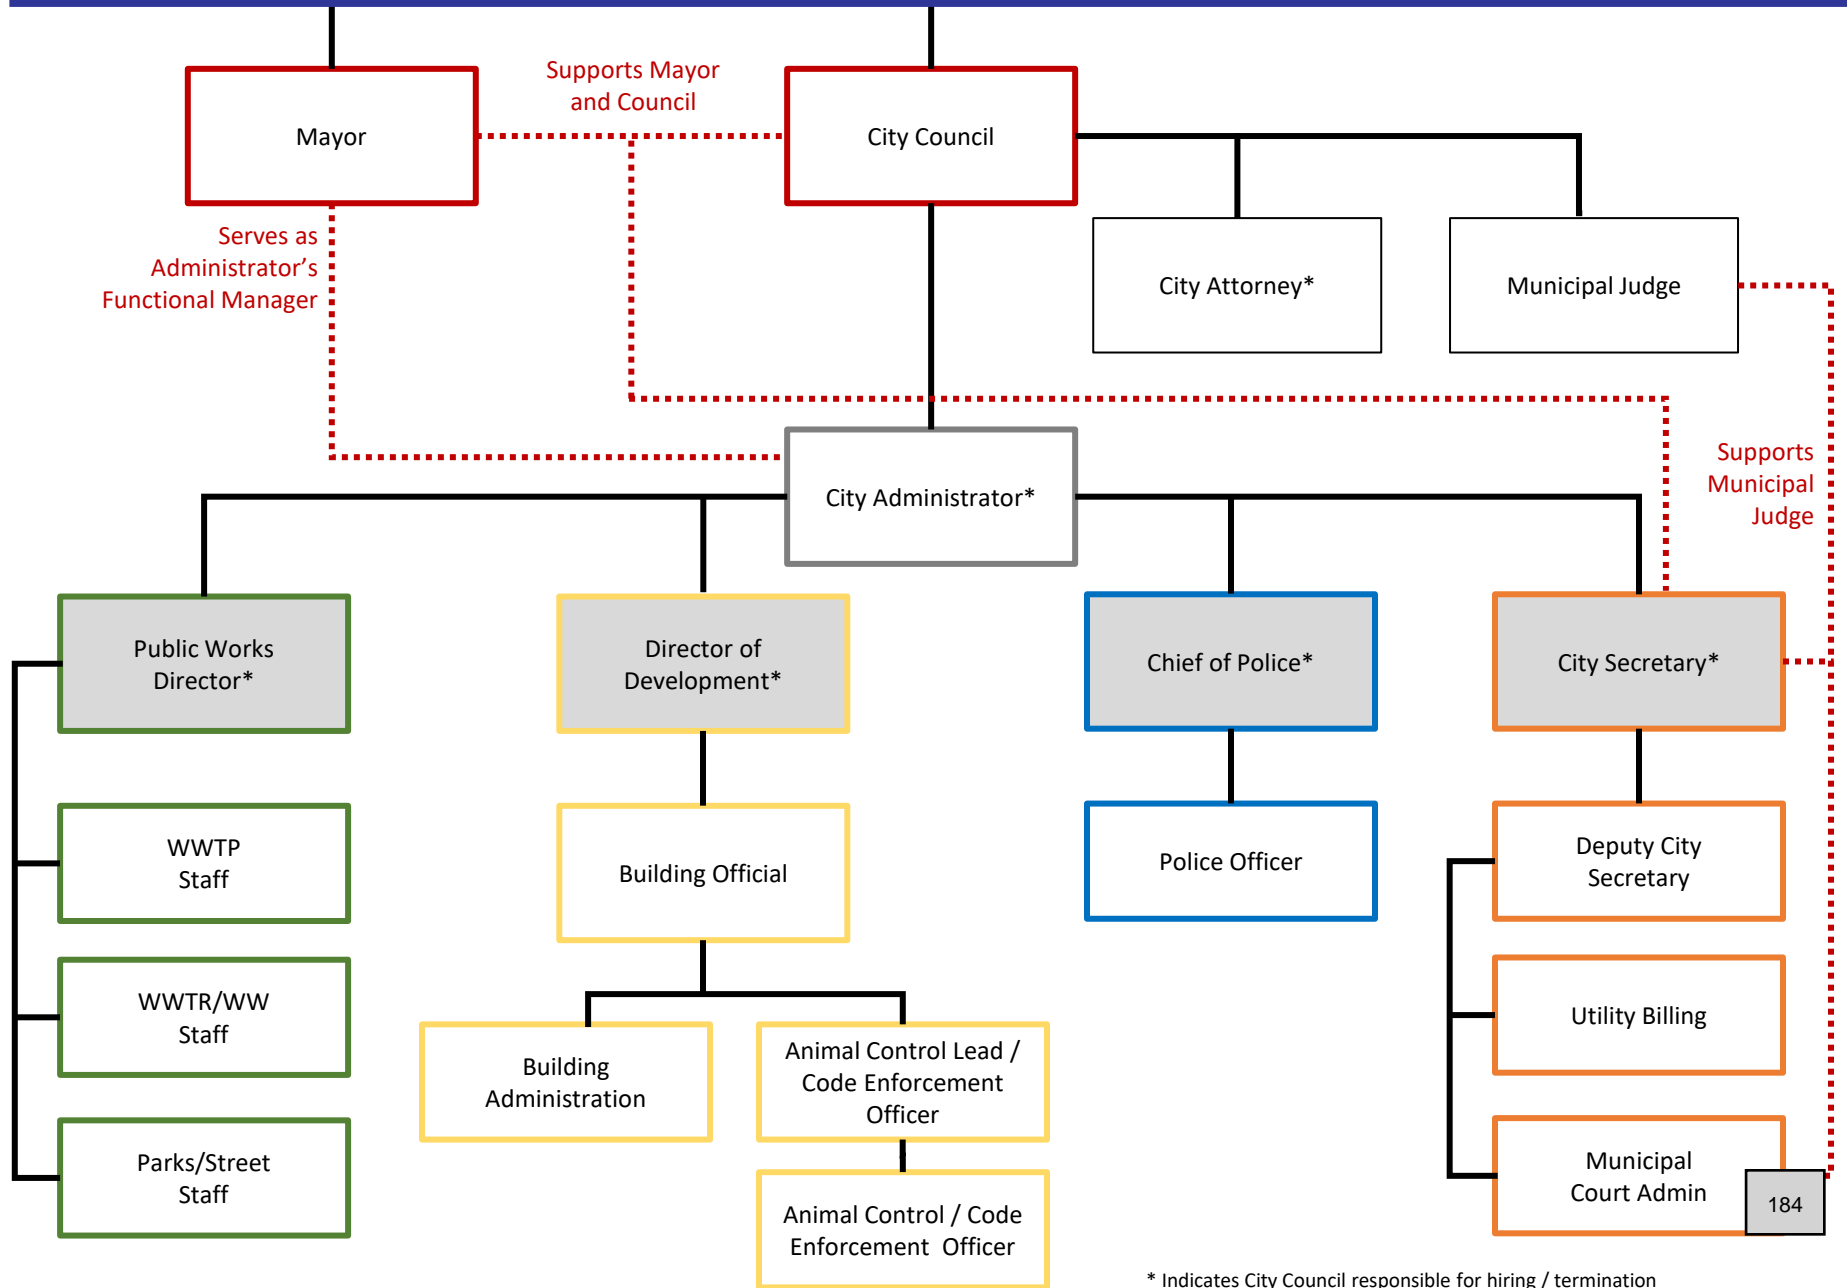 Supports Mayor
and Council
Mayor
City Council
Serves as
Administrator’s
Functional Manager
City Attorney*
Municipal Judge
Supports
Municipal
Judge
City Administrator*
Public Works
Director*
Director of
Development*
Chief of Police*
City Secretary*
WWTP
Staff
Building Official
Police Officer
Deputy City
Secretary
WWTR/WW
Staff
Utility Billing
Building
Administration
Animal Control Lead /
Code Enforcement
Officer
Parks/Street
Staff
Municipal
Court Admin
184
Animal Control / Code
Enforcement Officer
* Indicates City Council responsible for hiring / termination